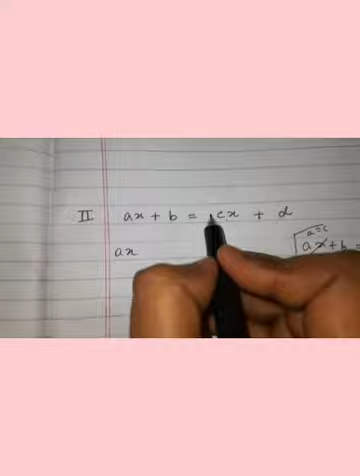 II ax + b = cx + d
a=c
ax ax + b =